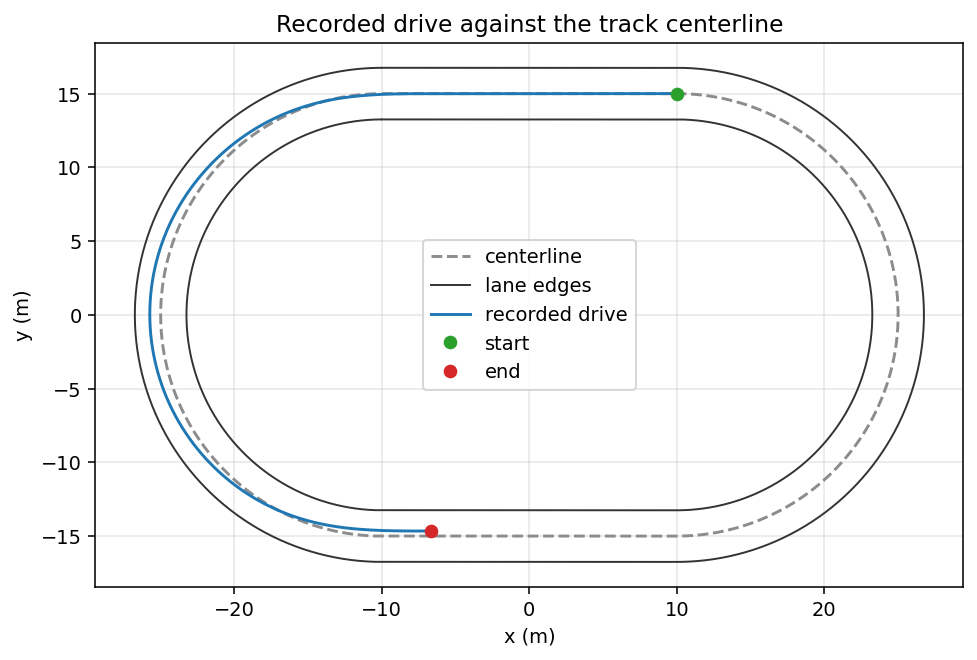 Recorded drive against the track centerline
15
10
5
0
−5
−10
−15
y (m)
centerline
lane edges
recorded drive
start
end
−20
−10
0
10
20
x (m)